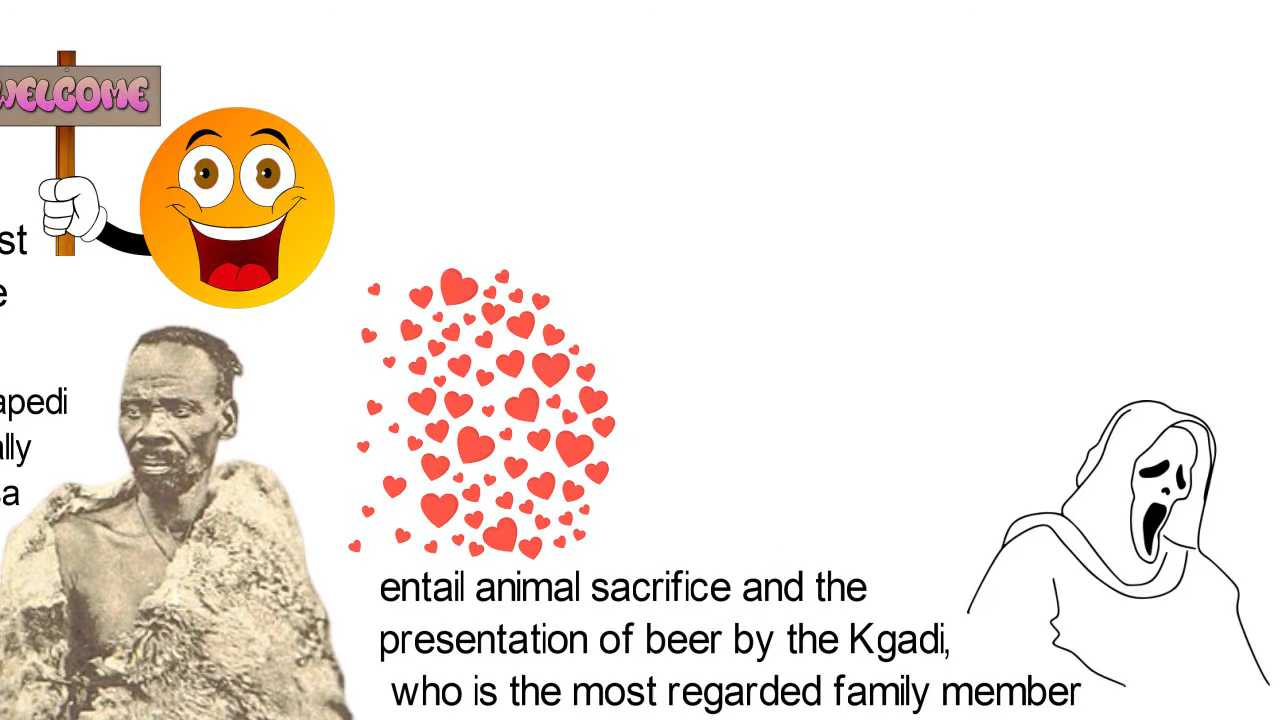 WELCOME
st
e
apedi
ally
sa
entail animal sacrifice and the
presentation of beer by the Kgadi,
who is the most regarded family member